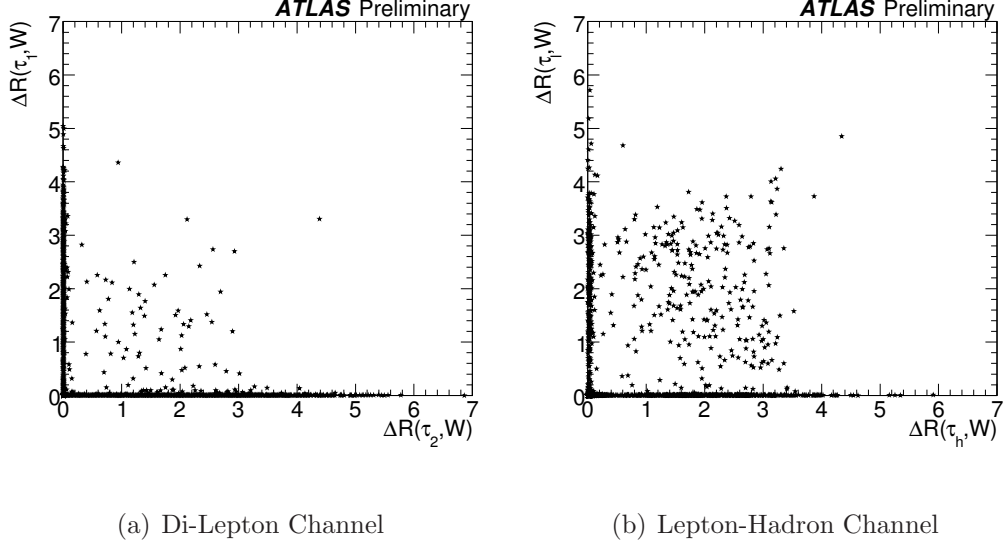 ATLAS Preliminary
ΔR(τ₁,W)
7
6
5
4
3
2
1
0
0 1 2 3 4 5 6 7
ΔR(τ₂,W)
(a) Di-Lepton Channel
ATLAS Preliminary
ΔR(τₗ,W)
7
6
5
4
3
2
1
0
0 1 2 3 4 5 6 7
ΔR(τₕ,W)
(b) Lepton-Hadron Channel